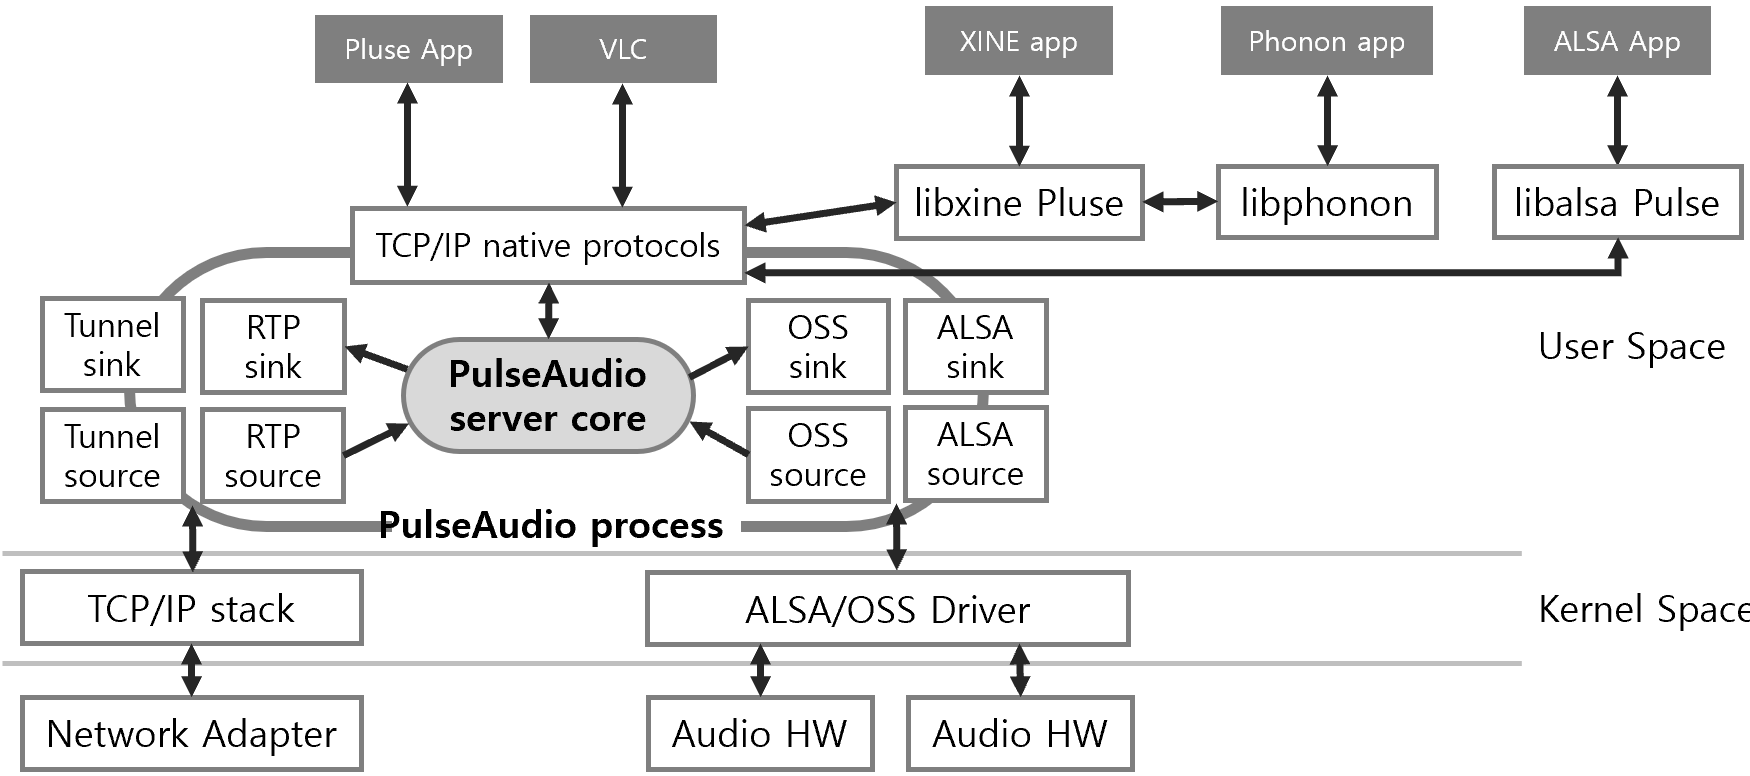 Pluse App
VLC
XINE app
Phonon app
ALSA App
libxine Pluse
libphonon
libalsa Pulse
TCP/IP native protocols
Tunnel
sink
RTP
sink
OSS
sink
ALSA
sink
User Space
PulseAudio
server core
Tunnel
source
RTP
source
OSS
source
ALSA
source
PulseAudio process
TCP/IP stack
ALSA/OSS Driver
Kernel Space
Network Adapter
Audio HW
Audio HW